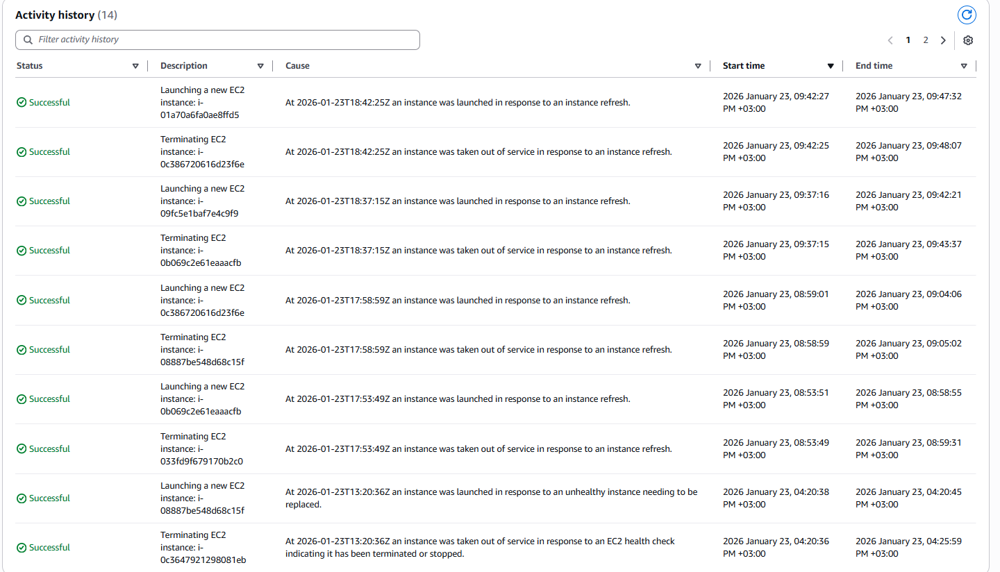 Activity history (14)
Filter activity history
1 2
Status Description Cause Start time End time
Successful
Launching a new EC2
instance: i-
01a70a6fa0ae8ffd5
At 2026-01-23T18:42:25Z an instance was launched in response to an instance refresh.
2026 January 23, 09:42:27
PM +03:00
2026 January 23, 09:47:32
PM +03:00
Successful
Terminating EC2
instance: i-
0c386720616d23f6e
At 2026-01-23T18:42:25Z an instance was taken out of service in response to an instance refresh.
2026 January 23, 09:42:25
PM +03:00
2026 January 23, 09:48:07
PM +03:00
Successful
Launching a new EC2
instance: i-
09fc5e1baf7e4c9f9
At 2026-01-23T18:37:15Z an instance was launched in response to an instance refresh.
2026 January 23, 09:37:16
PM +03:00
2026 January 23, 09:42:21
PM +03:00
Successful
Terminating EC2
instance: i-
0b069c2e61eaaacfb
At 2026-01-23T18:37:15Z an instance was taken out of service in response to an instance refresh.
2026 January 23, 09:37:15
PM +03:00
2026 January 23, 09:43:37
PM +03:00
Successful
Launching a new EC2
instance: i-
0c386720616d23f6e
At 2026-01-23T17:58:59Z an instance was launched in response to an instance refresh.
2026 January 23, 08:59:01
PM +03:00
2026 January 23, 09:04:06
PM +03:00
Successful
Terminating EC2
instance: i-
08887be548d68c15f
At 2026-01-23T17:58:59Z an instance was taken out of service in response to an instance refresh.
2026 January 23, 08:58:59
PM +03:00
2026 January 23, 09:05:02
PM +03:00
Successful
Launching a new EC2
instance: i-
0b069c2e61eaaacfb
At 2026-01-23T17:53:49Z an instance was launched in response to an instance refresh.
2026 January 23, 08:53:51
PM +03:00
2026 January 23, 08:58:55
PM +03:00
Successful
Terminating EC2
instance: i-
033fd9f679170b2c0
At 2026-01-23T17:53:49Z an instance was taken out of service in response to an instance refresh.
2026 January 23, 08:53:49
PM +03:00
2026 January 23, 08:59:31
PM +03:00
Successful
Launching a new EC2
instance: i-
08887be548d68c15f
At 2026-01-23T13:20:36Z an instance was launched in response to an unhealthy instance needing to be
replaced.
2026 January 23, 04:20:38
PM +03:00
2026 January 23, 04:20:45
PM +03:00
Successful
Terminating EC2
instance: i-
0c3647921298081eb
At 2026-01-23T13:20:36Z an instance was taken out of service in response to an EC2 health check
indicating it has been terminated or stopped.
2026 January 23, 04:20:36
PM +03:00
2026 January 23, 04:25:59
PM +03:00